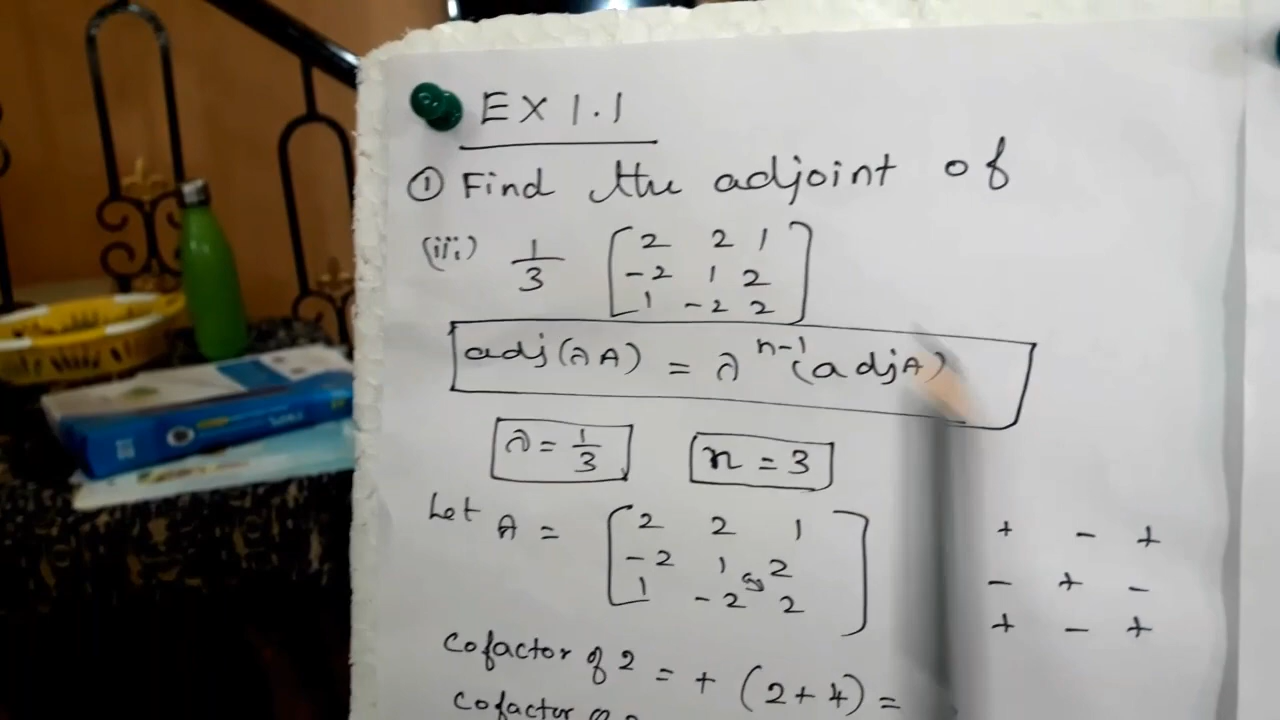 EX 1.1
① Find the adjoint of
(iii) 1/3 [2 2 1
-2 1 2
1 -2 2]
adj(λA) = λ^(n-1) (adj A)
λ = 1/3 n = 3
Let A = [2 2 1
-2 1 2
1 -2 2]
+ - +
- + -
+ - +
Cofactor of 2 = + (2+4) =
Cofactor